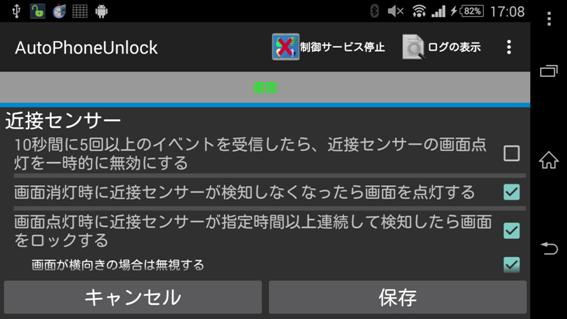 82% 17:08
AutoPhoneUnlock 制御サービス停止 ログの表示
近接センサー
10秒間に5回以上のイベントを受信したら、近接センサーの画面点
灯を一時的に無効にする
画面消灯時に近接センサーが検知しなくなったら画面を点灯する
画面点灯時に近接センサーが指定時間以上連続して検知したら画面
をロックする
画面が横向きの場合は無視する
キャンセル 保存